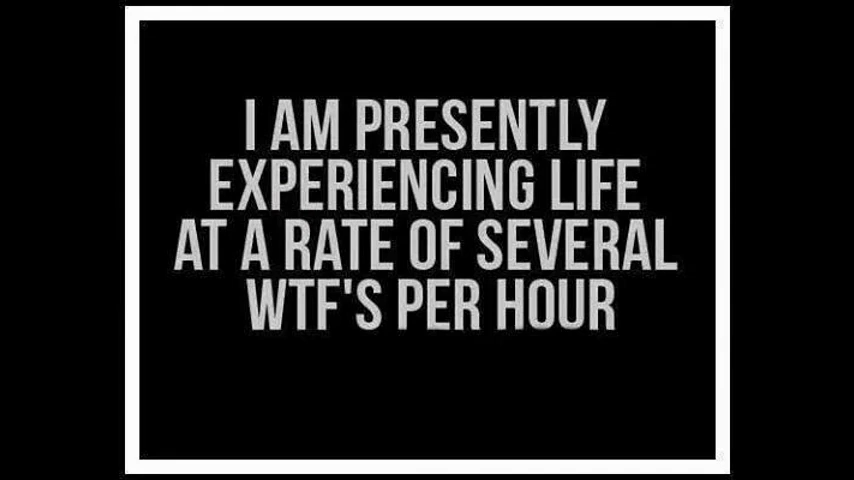 I AM PRESENTLY
EXPERIENCING LIFE
AT A RATE OF SEVERAL
WTF'S PER HOUR